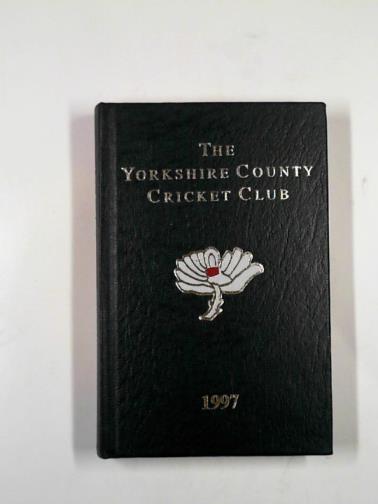 THE
YORKSHIRE COUNTY
CRICKET CLUB
1997